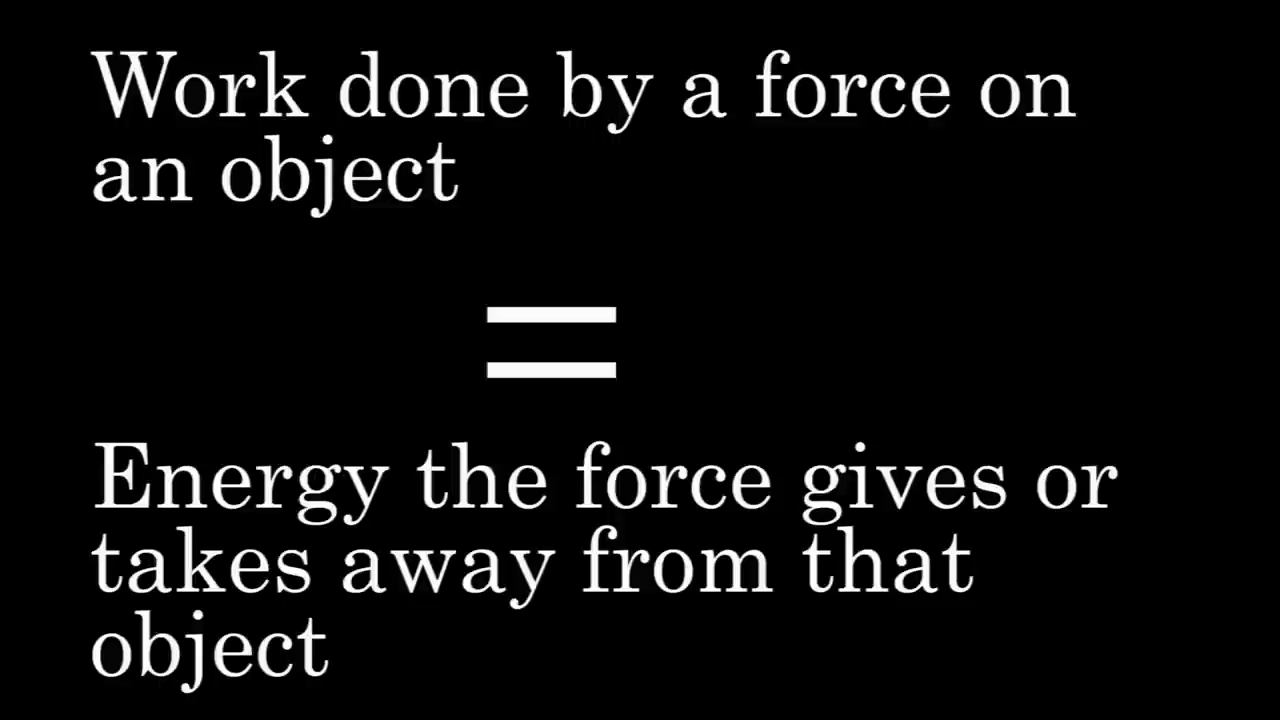 Work done by a force on
an object
=
Energy the force gives or
takes away from that
object